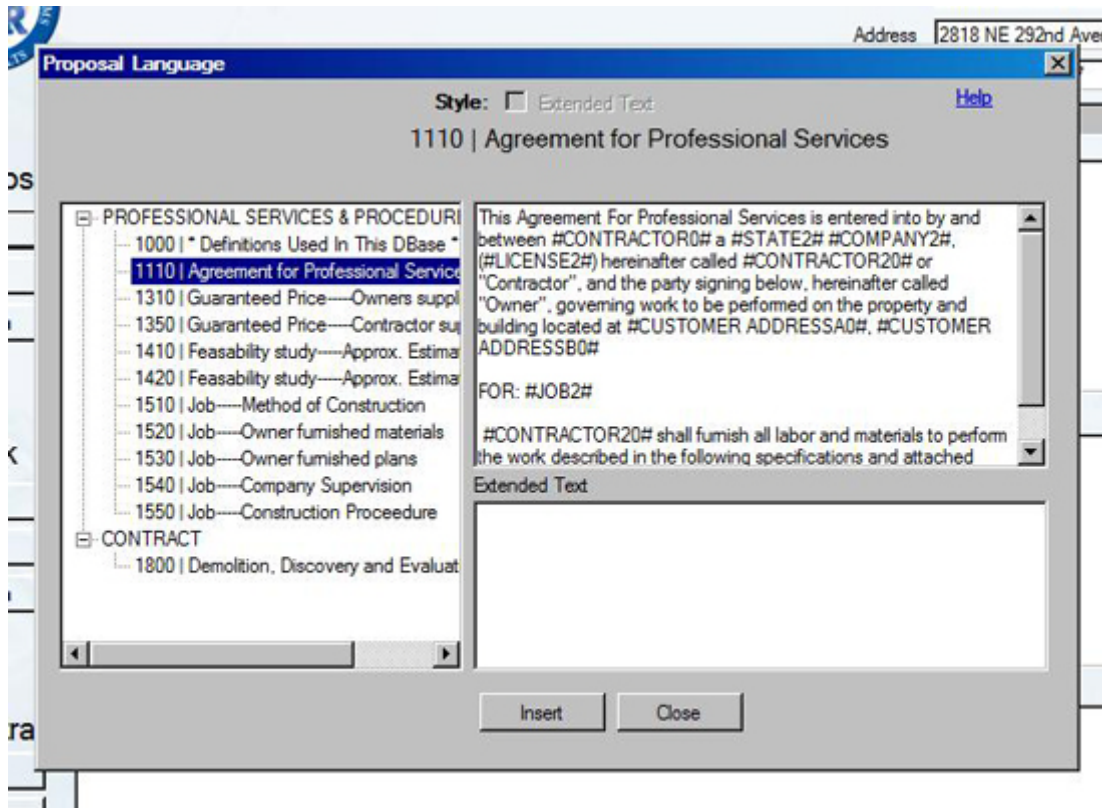 R
Address 2818 NE 292nd Aven
Proposal Language
Style: Extended Text Help
1110 | Agreement for Professional Services
os
PROFESSIONAL SERVICES & PROCEDURI
1000 | * Definitions Used In This DBase *
1110 | Agreement for Professional Service
1310 | Guaranteed Price-----Owners suppl
1350 | Guaranteed Price-----Contractor sup
1410 | Feasability study-----Approx. Estimat
1420 | Feasability study-----Approx. Estimat
1510 | Job-----Method of Construction
1520 | Job-----Owner furnished materials
1530 | Job-----Owner furnished plans
1540 | Job-----Company Supervision
1550 | Job-----Construction Proceedure
CONTRACT
1800 | Demolition, Discovery and Evaluat
This Agreement For Professional Services is entered into by and
between #CONTRACTOR0# a #STATE2# #COMPANY2#,
(#LICENSE2#) hereinafter called #CONTRACTOR20# or
"Contractor", and the party signing below, hereinafter called
"Owner", governing work to be performed on the property and
building located at #CUSTOMER ADDRESSA0#, #CUSTOMER
ADDRESSB0#
FOR: #JOB2#
#CONTRACTOR20# shall furnish all labor and materials to perform
the work described in the following specifications and attached
Extended Text
Insert Close
tra